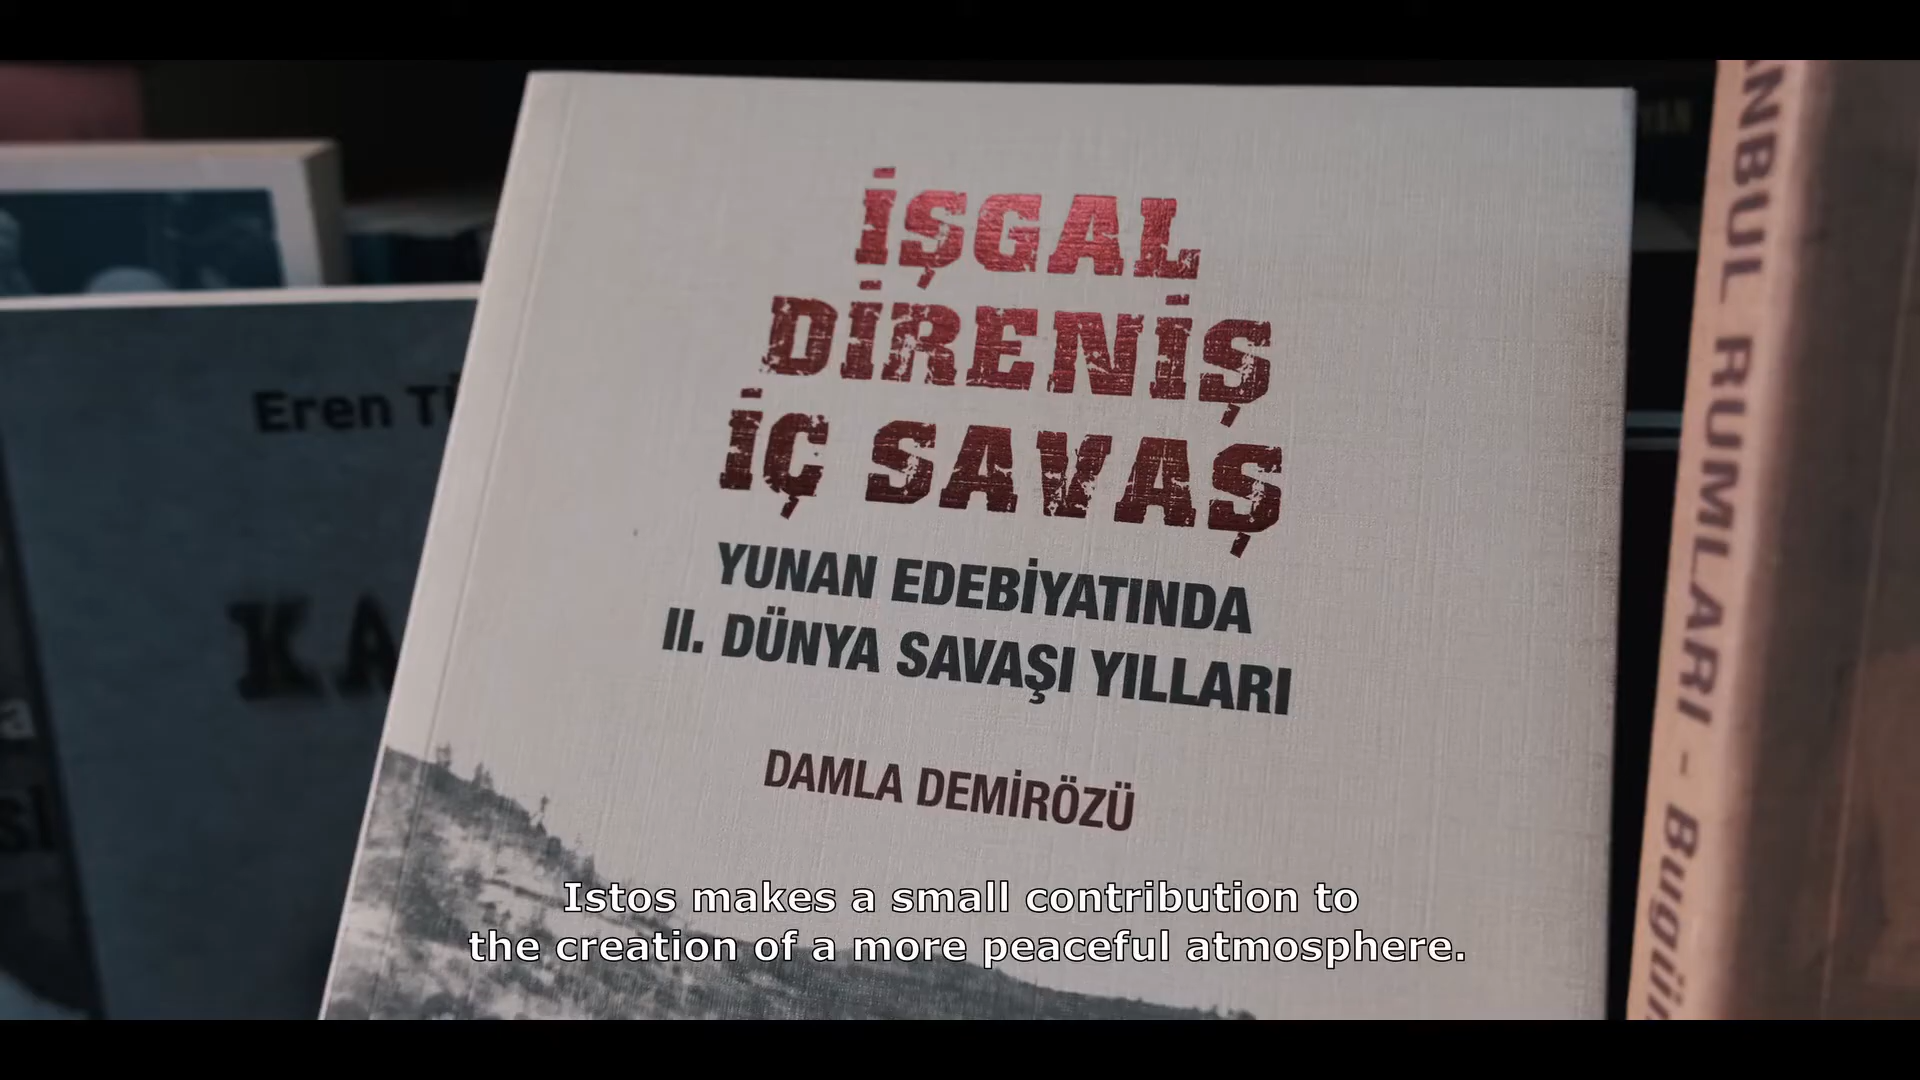 İŞGAL
DİRENİŞ
İÇ SAVAŞ
YUNAN EDEBİYATINDA
II. DÜNYA SAVAŞI YILLARI
DAMLA DEMİRÖZÜ
Eren
RUMLARI -
Istos makes a small contribution to
the creation of a more peaceful atmosphere.